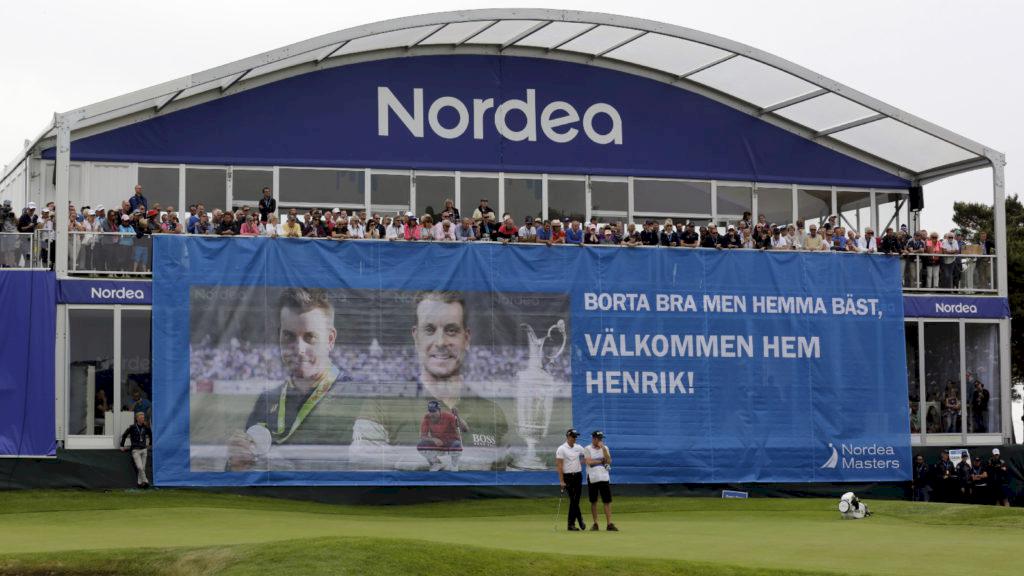 Nordea
Nordea
Nordea
BORTA BRA MEN HEMMA BÄST,
VÄLKOMMEN HEM
HENRIK!
BOSS
Nordea
Masters